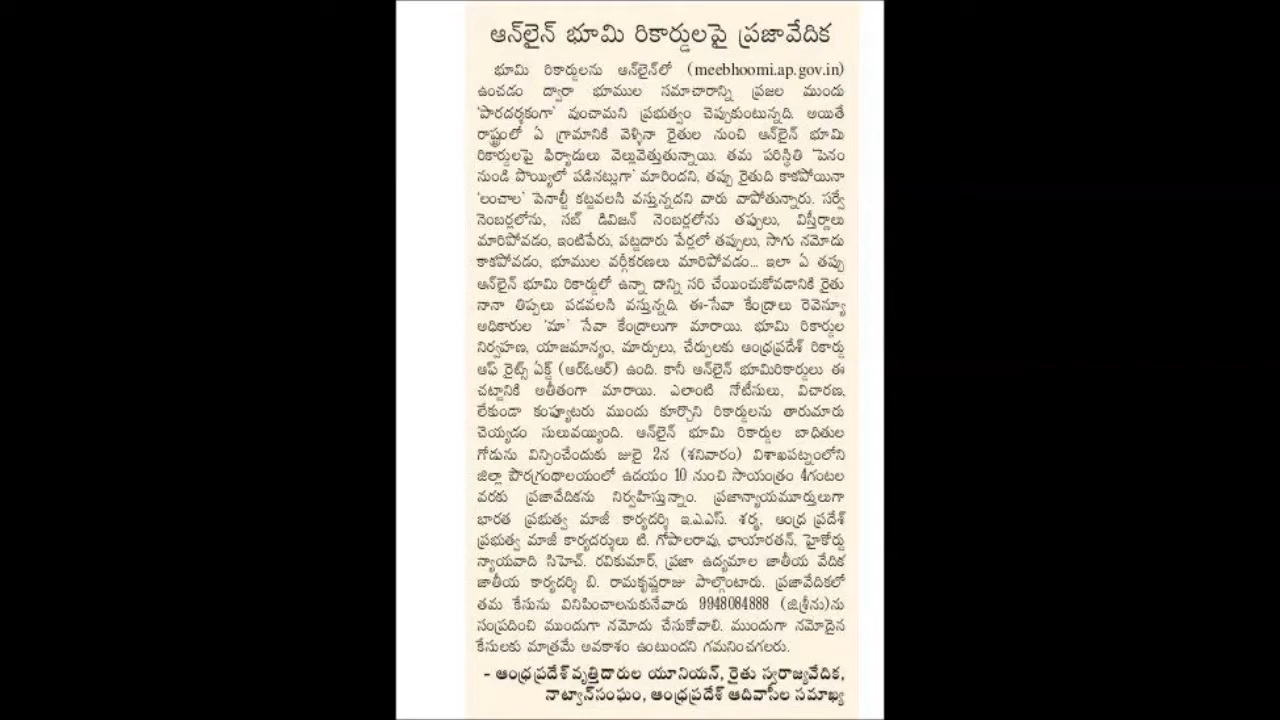 ఆన్‌లైన్ భూమి రికార్డులపై ప్రజావేదిక
భూమి రికార్డులను ఆన్‌లైన్‌లో (meebhoomi.ap.gov.in)
ఉంచడం ద్వారా భూముల సమాచారాన్ని ప్రజల ముందు
'పారదర్శకంగా' వుంచామని ప్రభుత్వం చెప్పుకుంటున్నది. అయితే
రాష్ట్రంలో ఏ గ్రామానికి వెళ్ళినా రైతుల నుంచి ఆన్‌లైన్ భూమి
రికార్డులపై ఫిర్యాదులు వెల్లువెత్తుతున్నాయి. తమ పరిస్థితి 'పెనం
నుండి పొయ్యిలో పడినట్లుగా' మారిందని, తప్పు రైతుది కాకపోయినా
'లంచాల' పెనాల్టీ కట్టవలసి వస్తున్నదని వారు వాపోతున్నారు. సర్వే
నెంబర్లలోను, సబ్ డివిజన్ నెంబర్లలోను తప్పులు, విస్తీర్ణాలు
మారిపోవడం, ఇంటిపేరు, పట్టదారు పేర్లలో తప్పులు, సాగు నమోదు
కాకపోవడం, భూముల వర్గీకరణలు మారిపోవడం... ఇలా ఏ తప్పు
ఆన్‌లైన్ భూమి రికార్డులో ఉన్నా దాన్ని సరి చేయించుకోవడానికి రైతు
నానా తిప్పలు పడవలసి వస్తున్నది. ఈ-సేవా కేంద్రాలు రెవెన్యూ
అధికారుల 'మా' సేవా కేంద్రాలుగా మారాయి. భూమి రికార్డుల
నిర్వహణ, యాజమాన్యం, మార్పులు, చేర్పులకు ఆంధ్రప్రదేశ్ రికార్డు
ఆఫ్ రైట్స్ ఏక్ట్ (ఆర్‌ఓఆర్) ఉంది. కానీ ఆన్‌లైన్ భూమిరికార్డులు ఈ
చట్టానికి అతీతంగా మారాయి. ఎలాంటి నోటీసులు, విచారణ,
లేకుండా కంప్యూటరు ముందు కూర్చొని రికార్డులను తారుమారు
చెయ్యడం సులువయ్యింది. ఆన్‌లైన్ భూమి రికార్డుల బాధితుల
గోడును విన్పించేందుకు జులై 2న (శనివారం) విశాఖపట్నంలోని
జిల్లా పౌరగ్రంథాలయంలో ఉదయం 10 నుంచి సాయంత్రం 4గంటల
వరకు ప్రజావేదికను నిర్వహిస్తున్నాం. ప్రజాన్యాయమూర్తులుగా
భారత ప్రభుత్వ మాజీ కార్యదర్శి ఇ.ఎ.ఎస్. శర్మ, ఆంధ్ర ప్రదేశ్
ప్రభుత్వ మాజీ కార్యదర్శులు టి. గోపాలరావు, ఛాయారతన్, హైకోర్టు
న్యాయవాది సిహెచ్. రవికుమార్, ప్రజా ఉద్యమాల జాతీయ వేదిక
జాతీయ కార్యదర్శి బి. రామకృష్ణరాజు పాల్గొంటారు. ప్రజావేదికలో
తమ కేసును వినిపించాలనుకునేవారు 9948084888 (జి.శ్రీను)ను
సంప్రదించి ముందుగా నమోదు చేసుకోవాలి. ముందుగా నమోదైన
కేసులకు మాత్రమే అవకాశం ఉంటుందని గమనించగలరు.
- ఆంధ్రప్రదేశ్ వృత్తిదారుల యూనియన్, రైతు స్వరాజ్యవేదిక,
నాట్వాన్‌సంఘం, ఆంధ్రప్రదేశ్ ఆదివాసీల సమాఖ్య